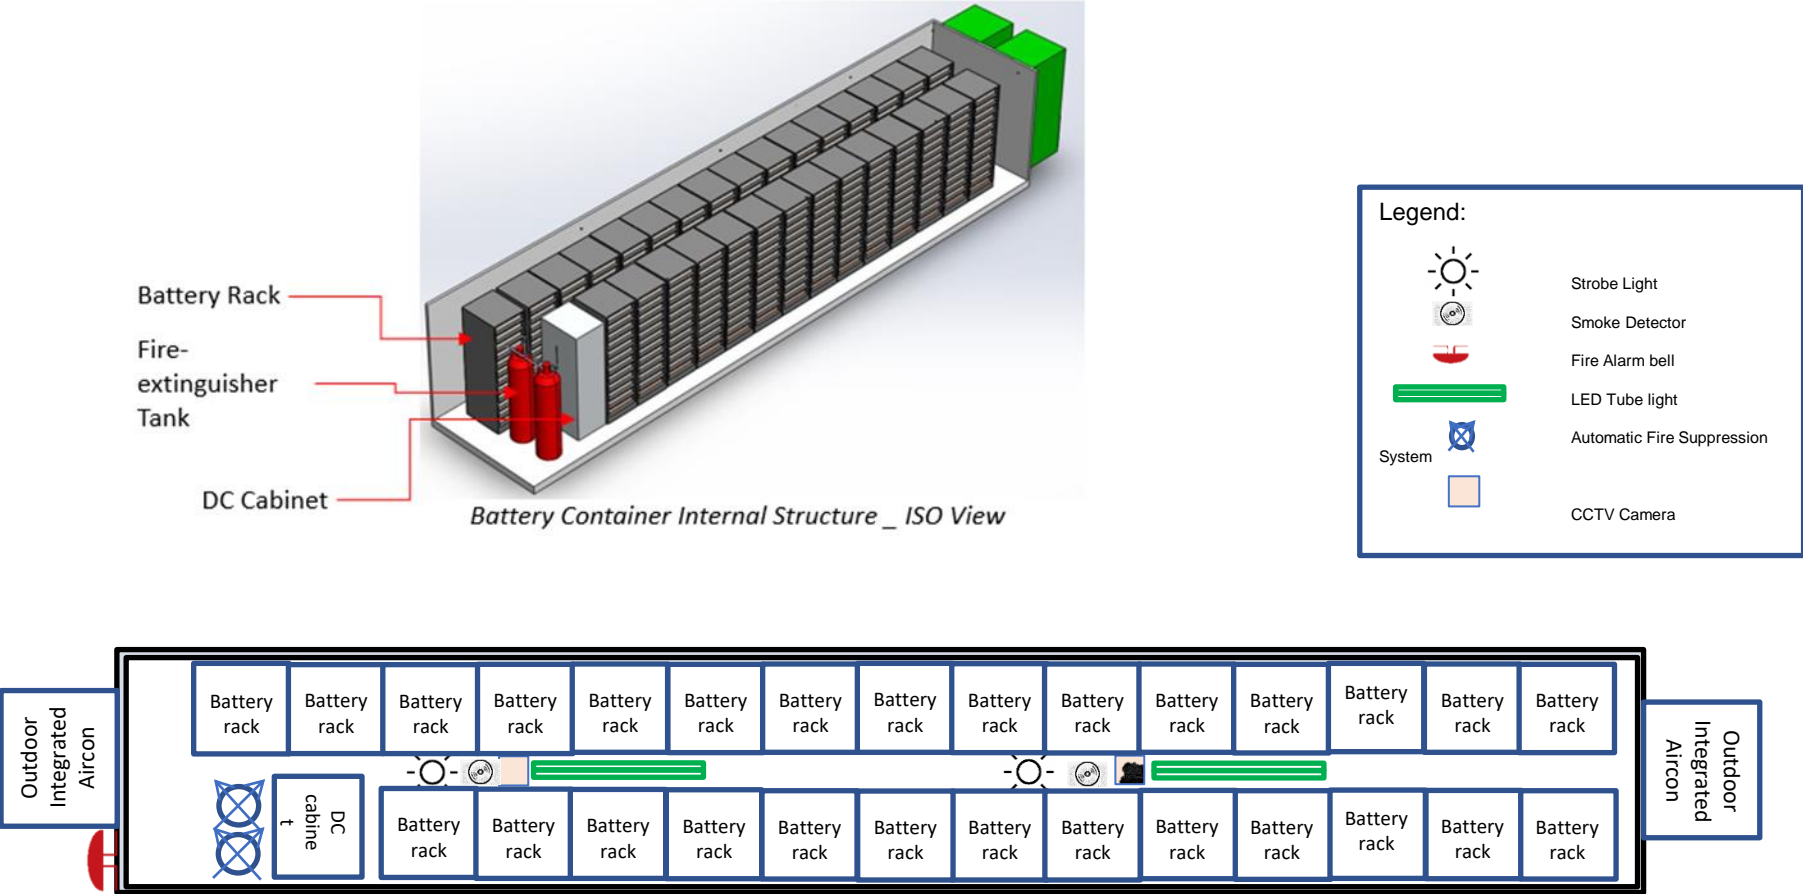 Battery Rack
Fire-
extinguisher
Tank
DC Cabinet
Battery Container Internal Structure _ ISO View
Legend:
Strobe Light
Smoke Detector
Fire Alarm bell
LED Tube light
Automatic Fire Suppression
System
CCTV Camera
Outdoor
Integrated
Aircon
Battery
rack
Battery
rack
Battery
rack
Battery
rack
Battery
rack
Battery
rack
Battery
rack
Battery
rack
Battery
rack
Battery
rack
Battery
rack
Battery
rack
Battery
rack
Battery
rack
Battery
rack
Outdoor
Integrated
Aircon
DC
cabine
t
Battery
rack
Battery
rack
Battery
rack
Battery
rack
Battery
rack
Battery
rack
Battery
rack
Battery
rack
Battery
rack
Battery
rack
Battery
rack
Battery
rack
Battery
rack